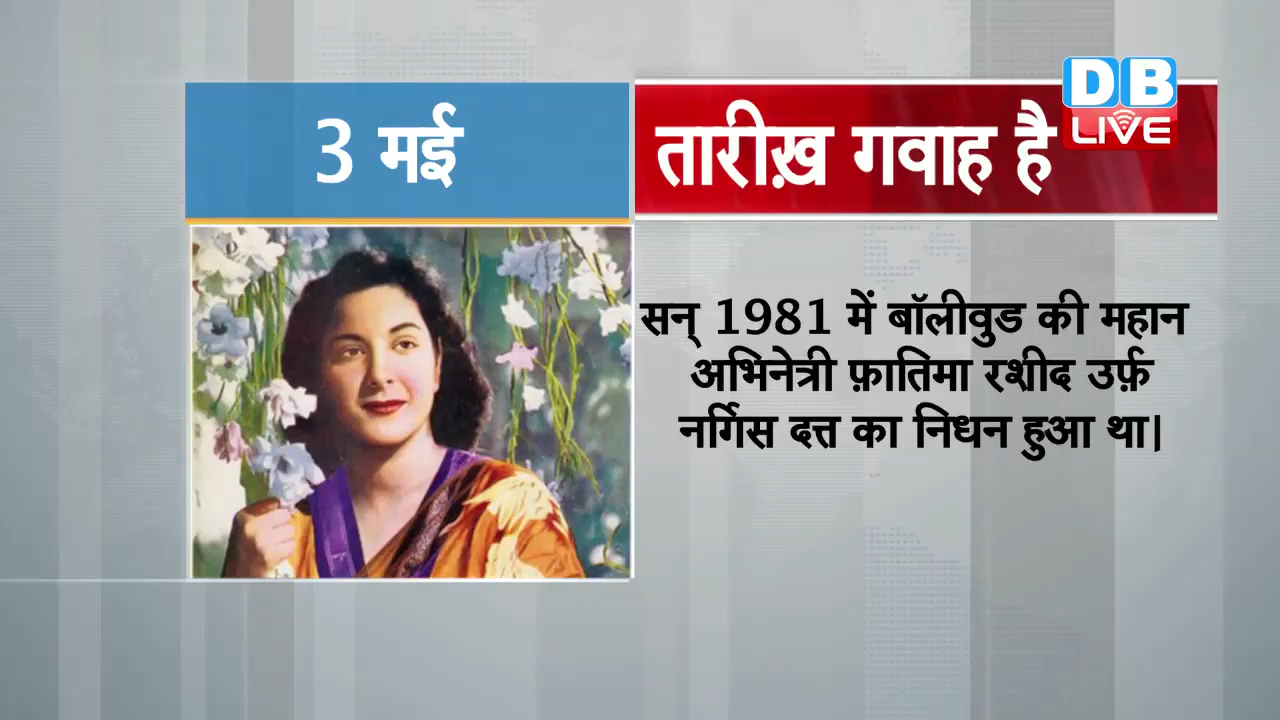 3 मई
तारीख़ गवाह है
DB
LIVE
सन् 1981 में बॉलीवुड की महान
अभिनेत्री फ़ातिमा रशीद उर्फ़
नर्गिस दत्त का निधन हुआ था|